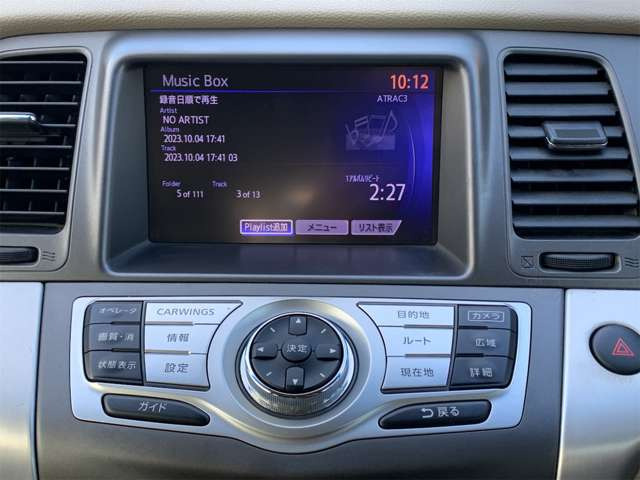 Music Box 10:12
録音日順で再生 ATRAC3
Artist
NO ARTIST
Album
2023.10.04 17:41
Track
2023.10.04 17:41 03
1アルバムリピート
Folder Track
5 of 111 3 of 13 2:27
Playlist追加 メニュー リスト表示
オペレータ CARWINGS 目的地 カメラ
画質・消 情報 決定 ルート 広域
状態表示 設定 現在地 詳細
ガイド 戻る